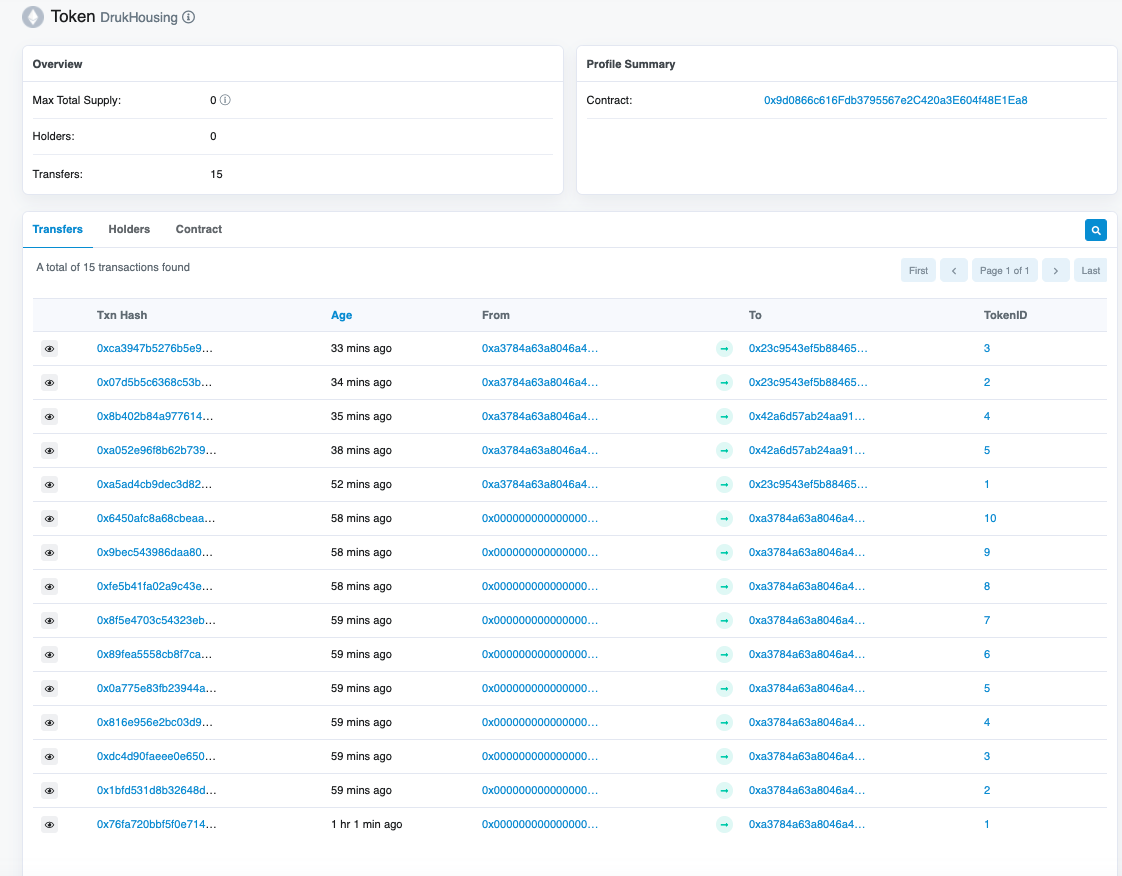 Token DrukHousing
Overview
Max Total Supply: 0
Holders: 0
Transfers: 15
Profile Summary
Contract: 0x9d0866c616Fdb3795567e2C420a3E604f48E1Ea8
Transfers Holders Contract
A total of 15 transactions found
First Page 1 of 1 Last
Txn Hash Age From To TokenID
0xca3947b5276b5e9... 33 mins ago 0xa3784a63a8046a4... 0x23c9543ef5b88465... 3
0x07d5b5c6368c53b... 34 mins ago 0xa3784a63a8046a4... 0x23c9543ef5b88465... 2
0x8b402b84a977614... 35 mins ago 0xa3784a63a8046a4... 0x42a6d57ab24aa91... 4
0xa052e96f8b62b739... 38 mins ago 0xa3784a63a8046a4... 0x42a6d57ab24aa91... 5
0xa5ad4cb9dec3d82... 52 mins ago 0xa3784a63a8046a4... 0x23c9543ef5b88465... 1
0x6450afc8a68cbeaa... 58 mins ago 0x000000000000000... 0xa3784a63a8046a4... 10
0x9bec543986daa80... 58 mins ago 0x000000000000000... 0xa3784a63a8046a4... 9
0xfe5b41fa02a9c43e... 58 mins ago 0x000000000000000... 0xa3784a63a8046a4... 8
0x8f5e4703c54323eb... 59 mins ago 0x000000000000000... 0xa3784a63a8046a4... 7
0x89fea5558cb8f7ca... 59 mins ago 0x000000000000000... 0xa3784a63a8046a4... 6
0x0a775e83fb23944a... 59 mins ago 0x000000000000000... 0xa3784a63a8046a4... 5
0x816e956e2bc03d9... 59 mins ago 0x000000000000000... 0xa3784a63a8046a4... 4
0xdc4d90faeee0e650... 59 mins ago 0x000000000000000... 0xa3784a63a8046a4... 3
0x1bfd531d8b32648d... 59 mins ago 0x000000000000000... 0xa3784a63a8046a4... 2
0x76fa720bbf5f0e714... 1 hr 1 min ago 0x000000000000000... 0xa3784a63a8046a4... 1